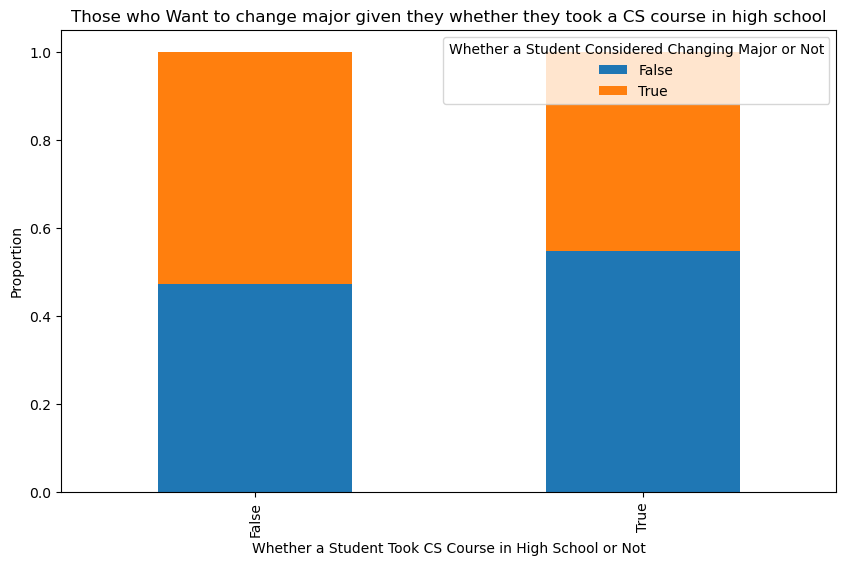 Those who Want to change major given they whether they took a CS course in high school
Whether a Student Considered Changing Major or Not
False
True
1.0
0.8
0.6
0.4
0.2
0.0
Proportion
False
True
Whether a Student Took CS Course in High School or Not